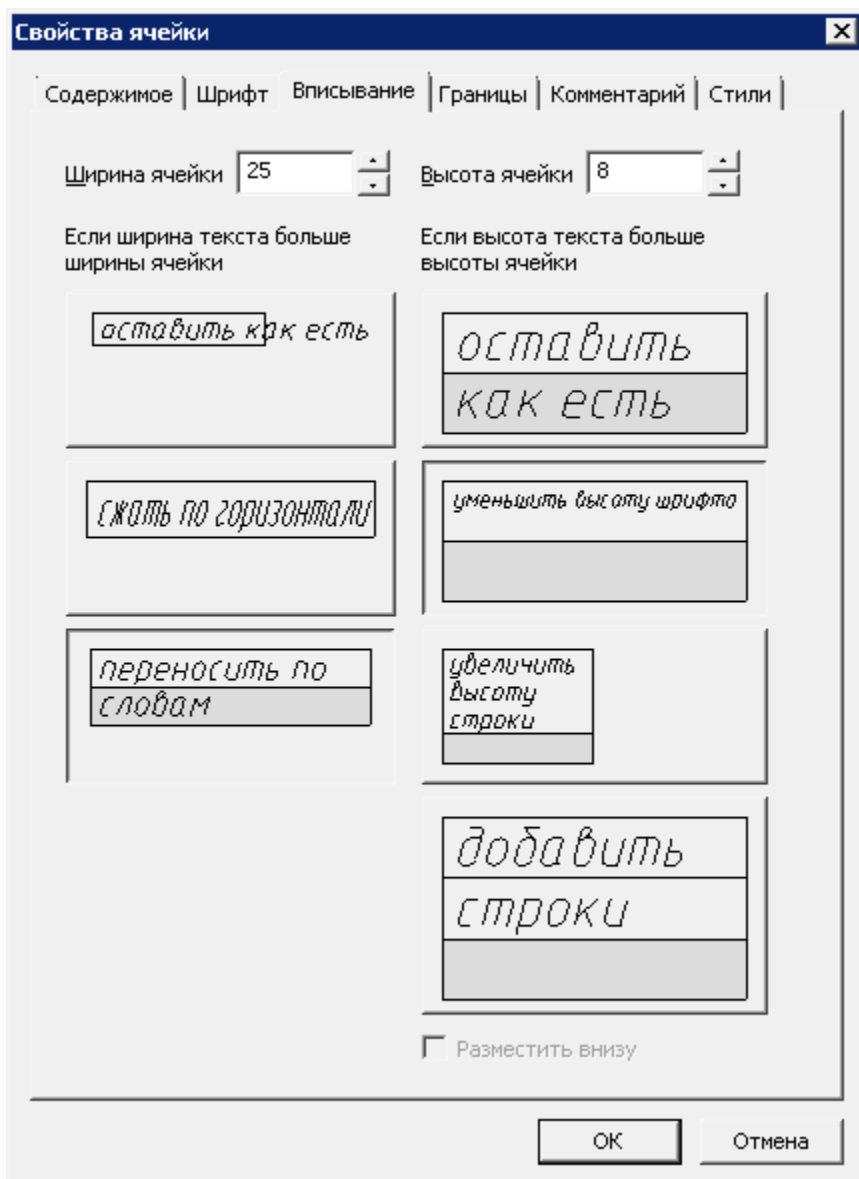 Свойства ячейки
Содержимое
Шрифт
Вписывание
Границы
Комментарий
Стили
Ширина ячейки 25
Высота ячейки 8
Если ширина текста больше
ширины ячейки
Если высота текста больше
высоты ячейки
оставить как есть
оставить
как есть
сжать по горизонтали
уменьшить высоту шрифта
переносить по
словам
увеличить
высоту
строки
добавить
строки
Разместить внизу
ОК
Отмена